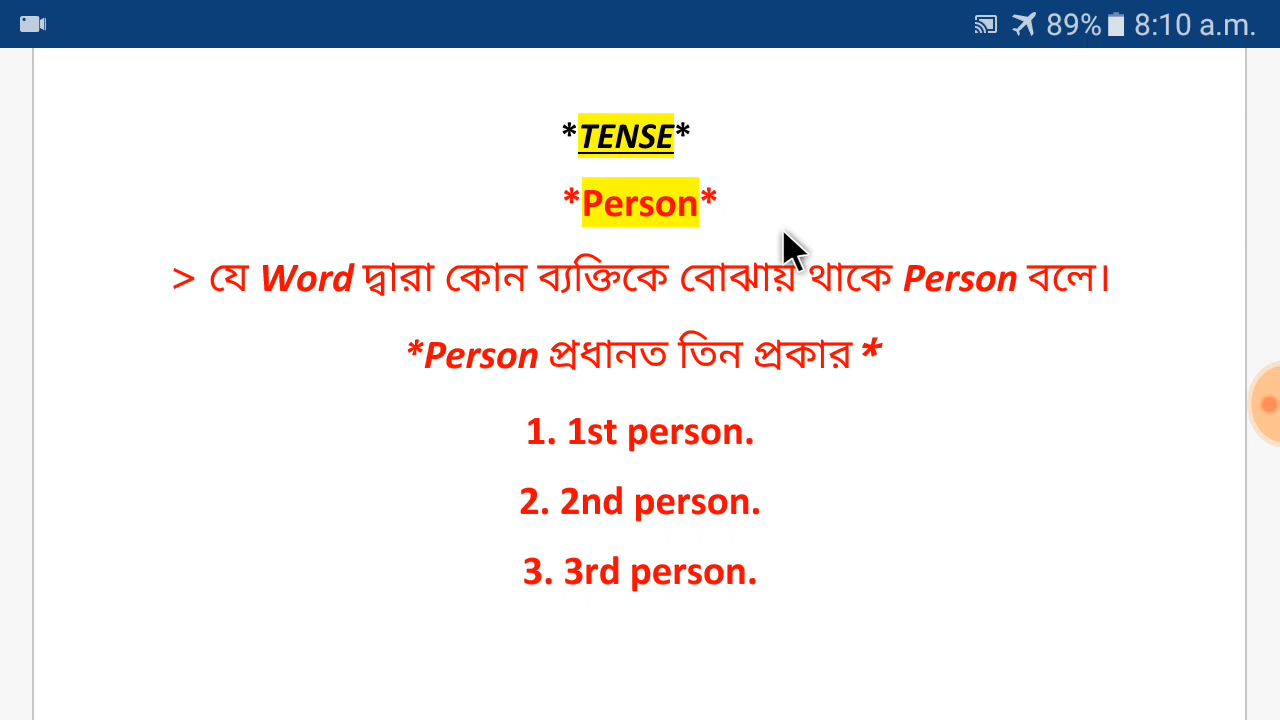 89% 8:10 a.m.
*TENSE*
*Person*
> যে Word দ্বারা কোন ব্যক্তিকে বোঝায় থাকে Person বলে।
*Person প্রধানত তিন প্রকার *
1. 1st person.
2. 2nd person.
3. 3rd person.